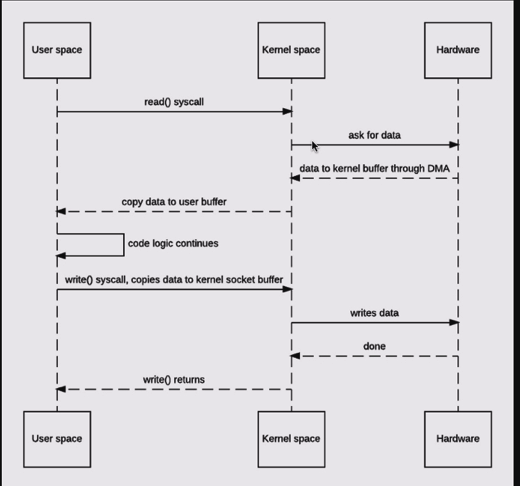 User space
Kernel space
Hardware
read() syscall
ask for data
data to kernel buffer through DMA
copy data to user buffer
code logic continues
write() syscall, copies data to kernel socket buffer
writes data
done
write() returns
User space
Kernel space
Hardware